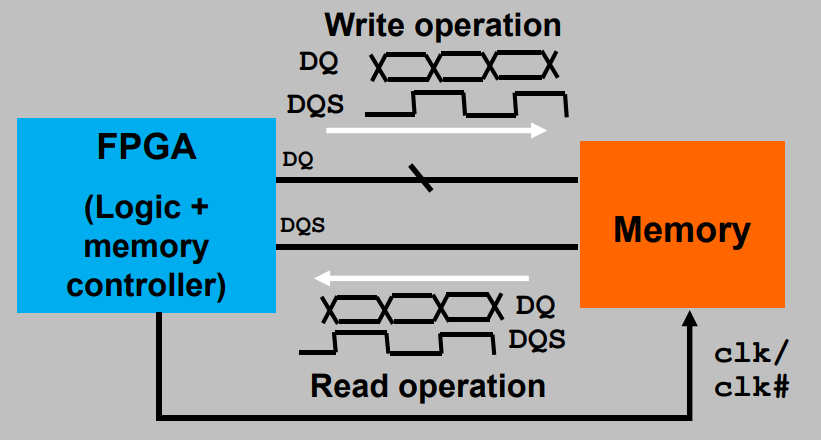 Write operation
DQ
DQS
FPGA
(Logic +
memory
controller)
DQ
DQS
Memory
DQ
DQS
Read operation
clk/
clk#